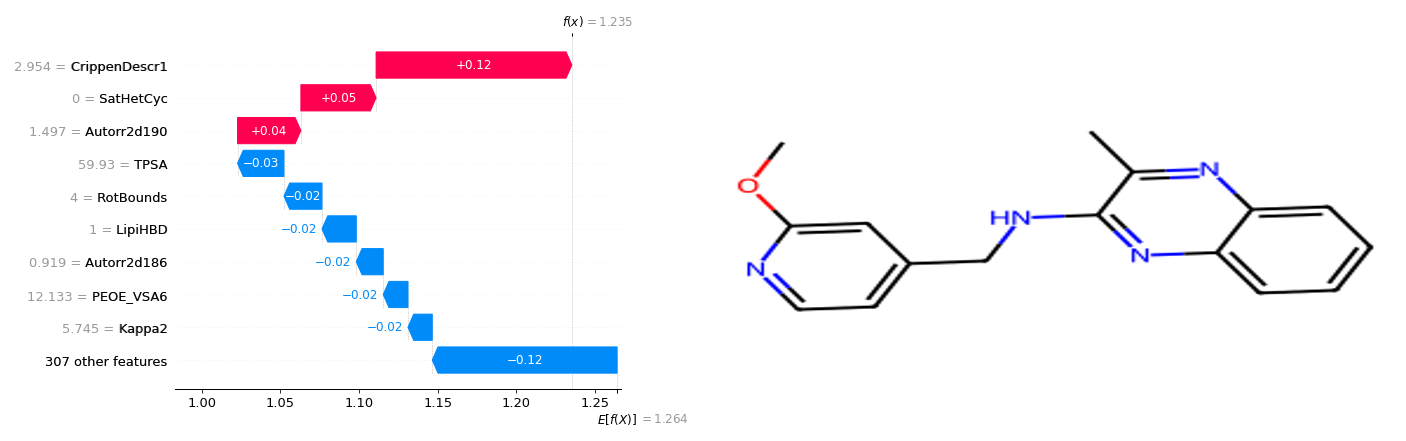 f(x) = 1.235
2.954 = CrippenDescr1
+0.12
0 = SatHetCyc
+0.05
1.497 = Autorr2d190
+0.04
59.93 = TPSA
−0.03
4 = RotBounds
−0.02
1 = LipiHBD
−0.02
0.919 = Autorr2d186
−0.02
12.133 = PEOE_VSA6
−0.02
5.745 = Kappa2
−0.02
307 other features
−0.12
1.00 1.05 1.10 1.15 1.20 1.25
E[f(X)] = 1.264
O
N
HN
N
N